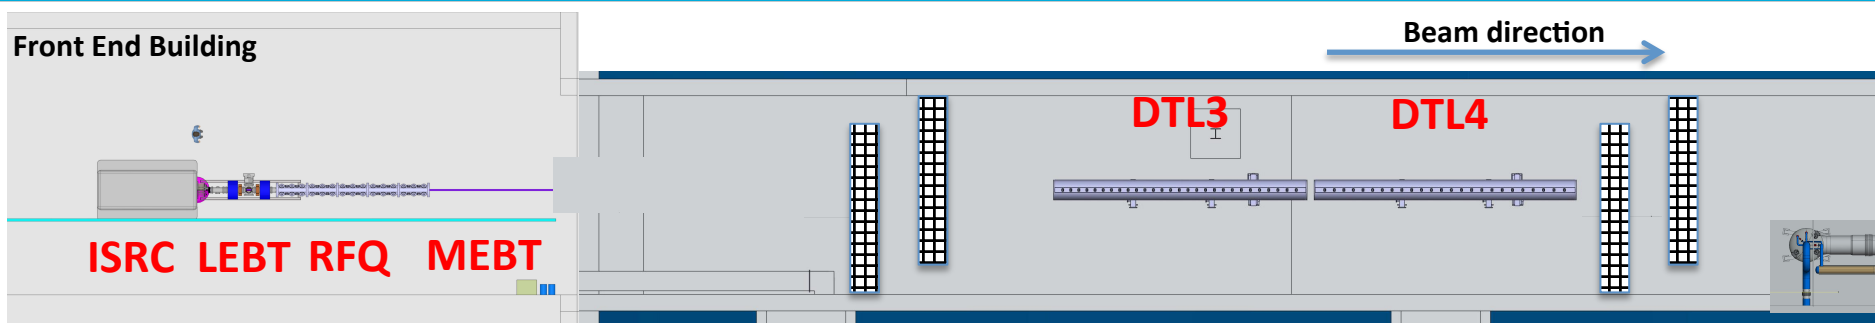 Front End Building
Beam direction
DTL3
DTL4
ISRC LEBT RFQ MEBT